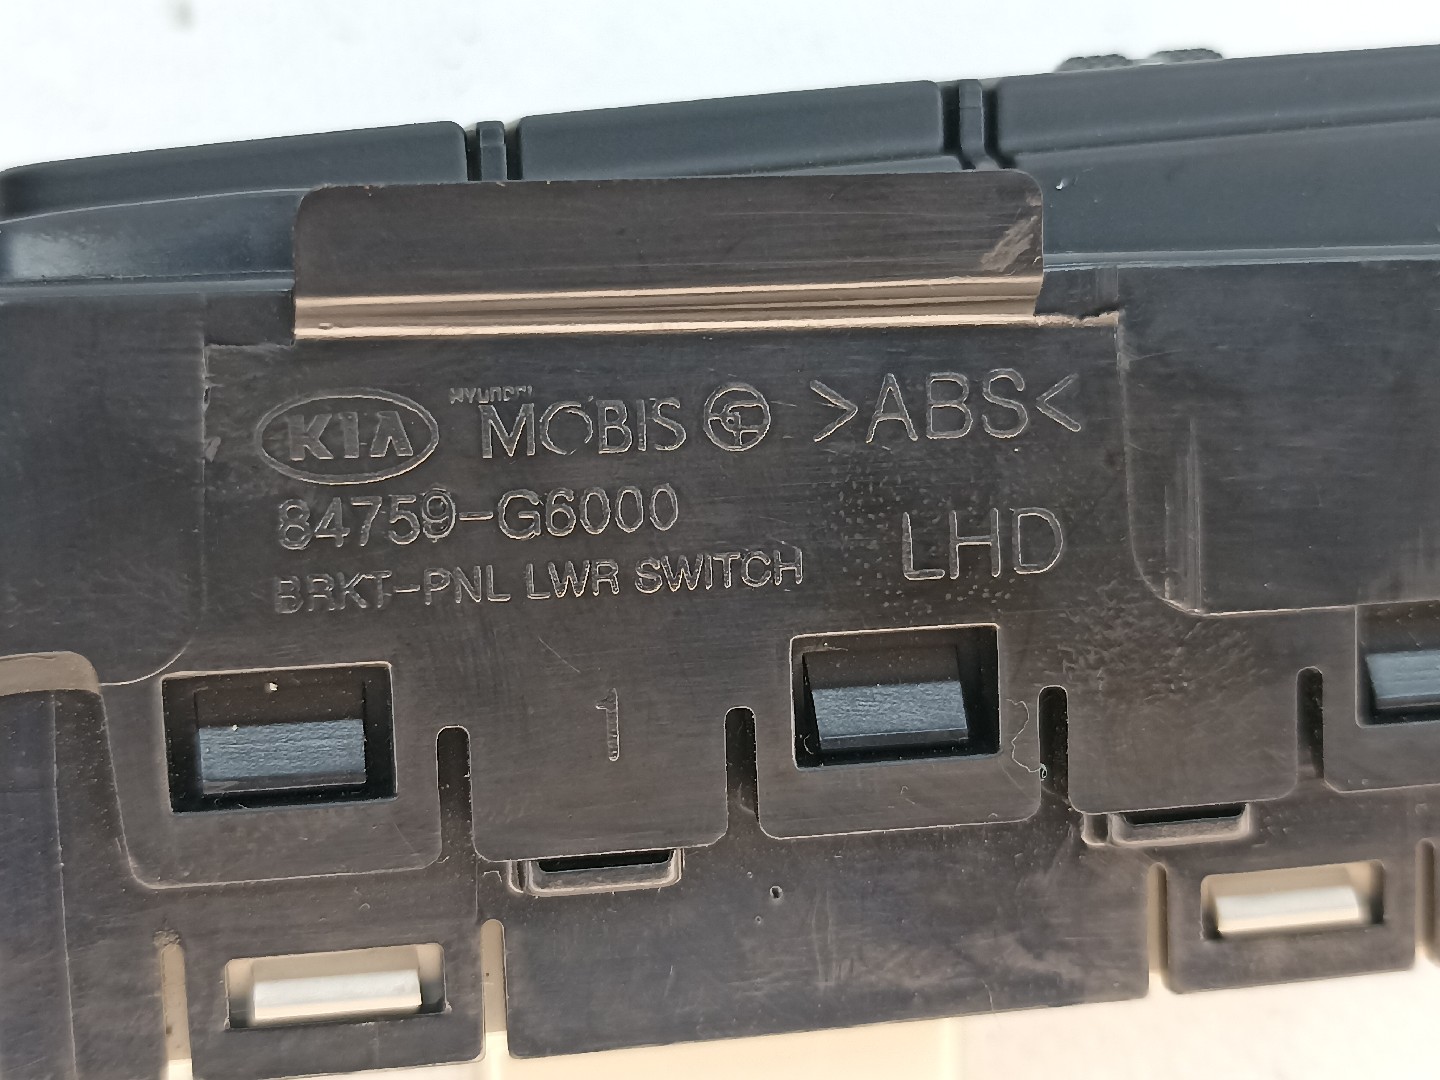 KIA HYUNDAI MOBIS >ABS<
84759-G6000
BRKT-PNL LWR SWITCH LHD
1